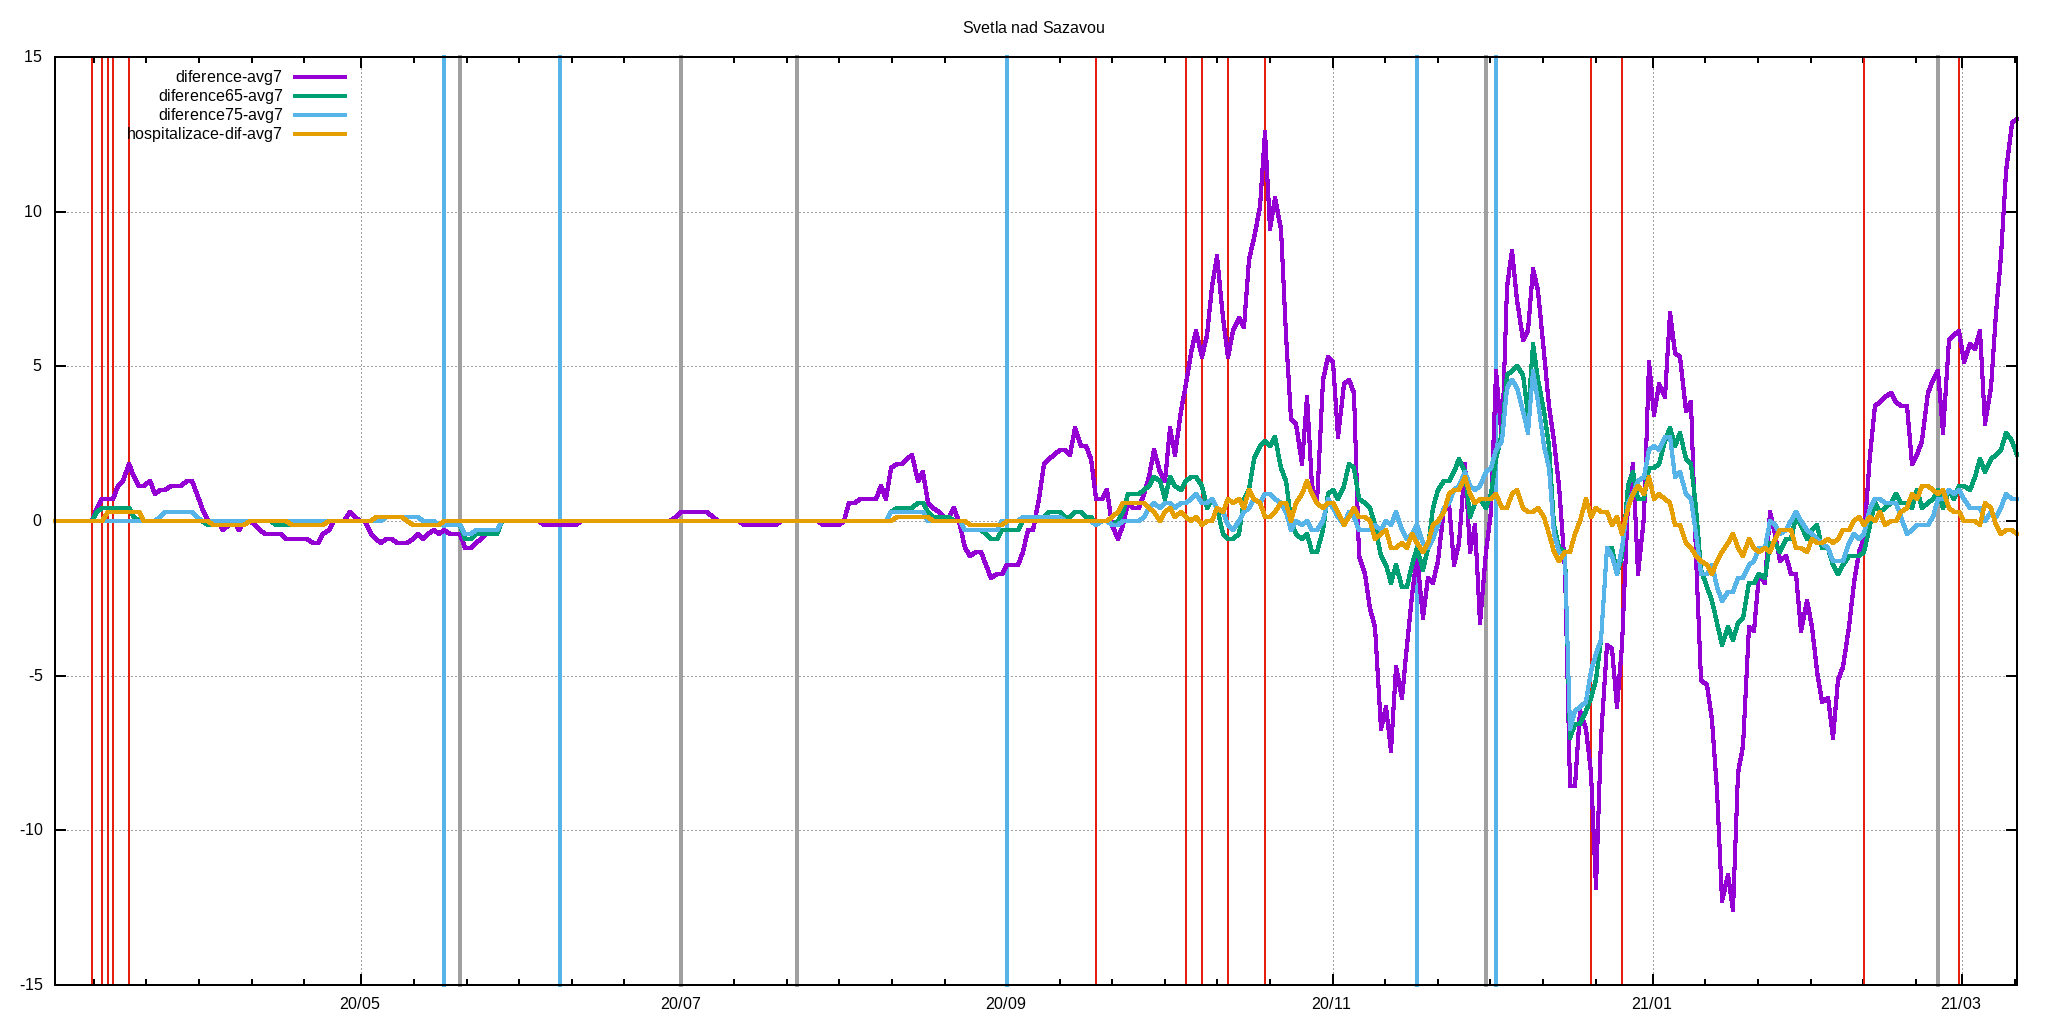 Svetla nad Sazavou
15
diference-avg7
diference65-avg7
diference75-avg7
hospitalizace-dif-avg7
10
5
0
-5
-10
-15
20/05
20/07
20/09
20/11
21/01
21/03